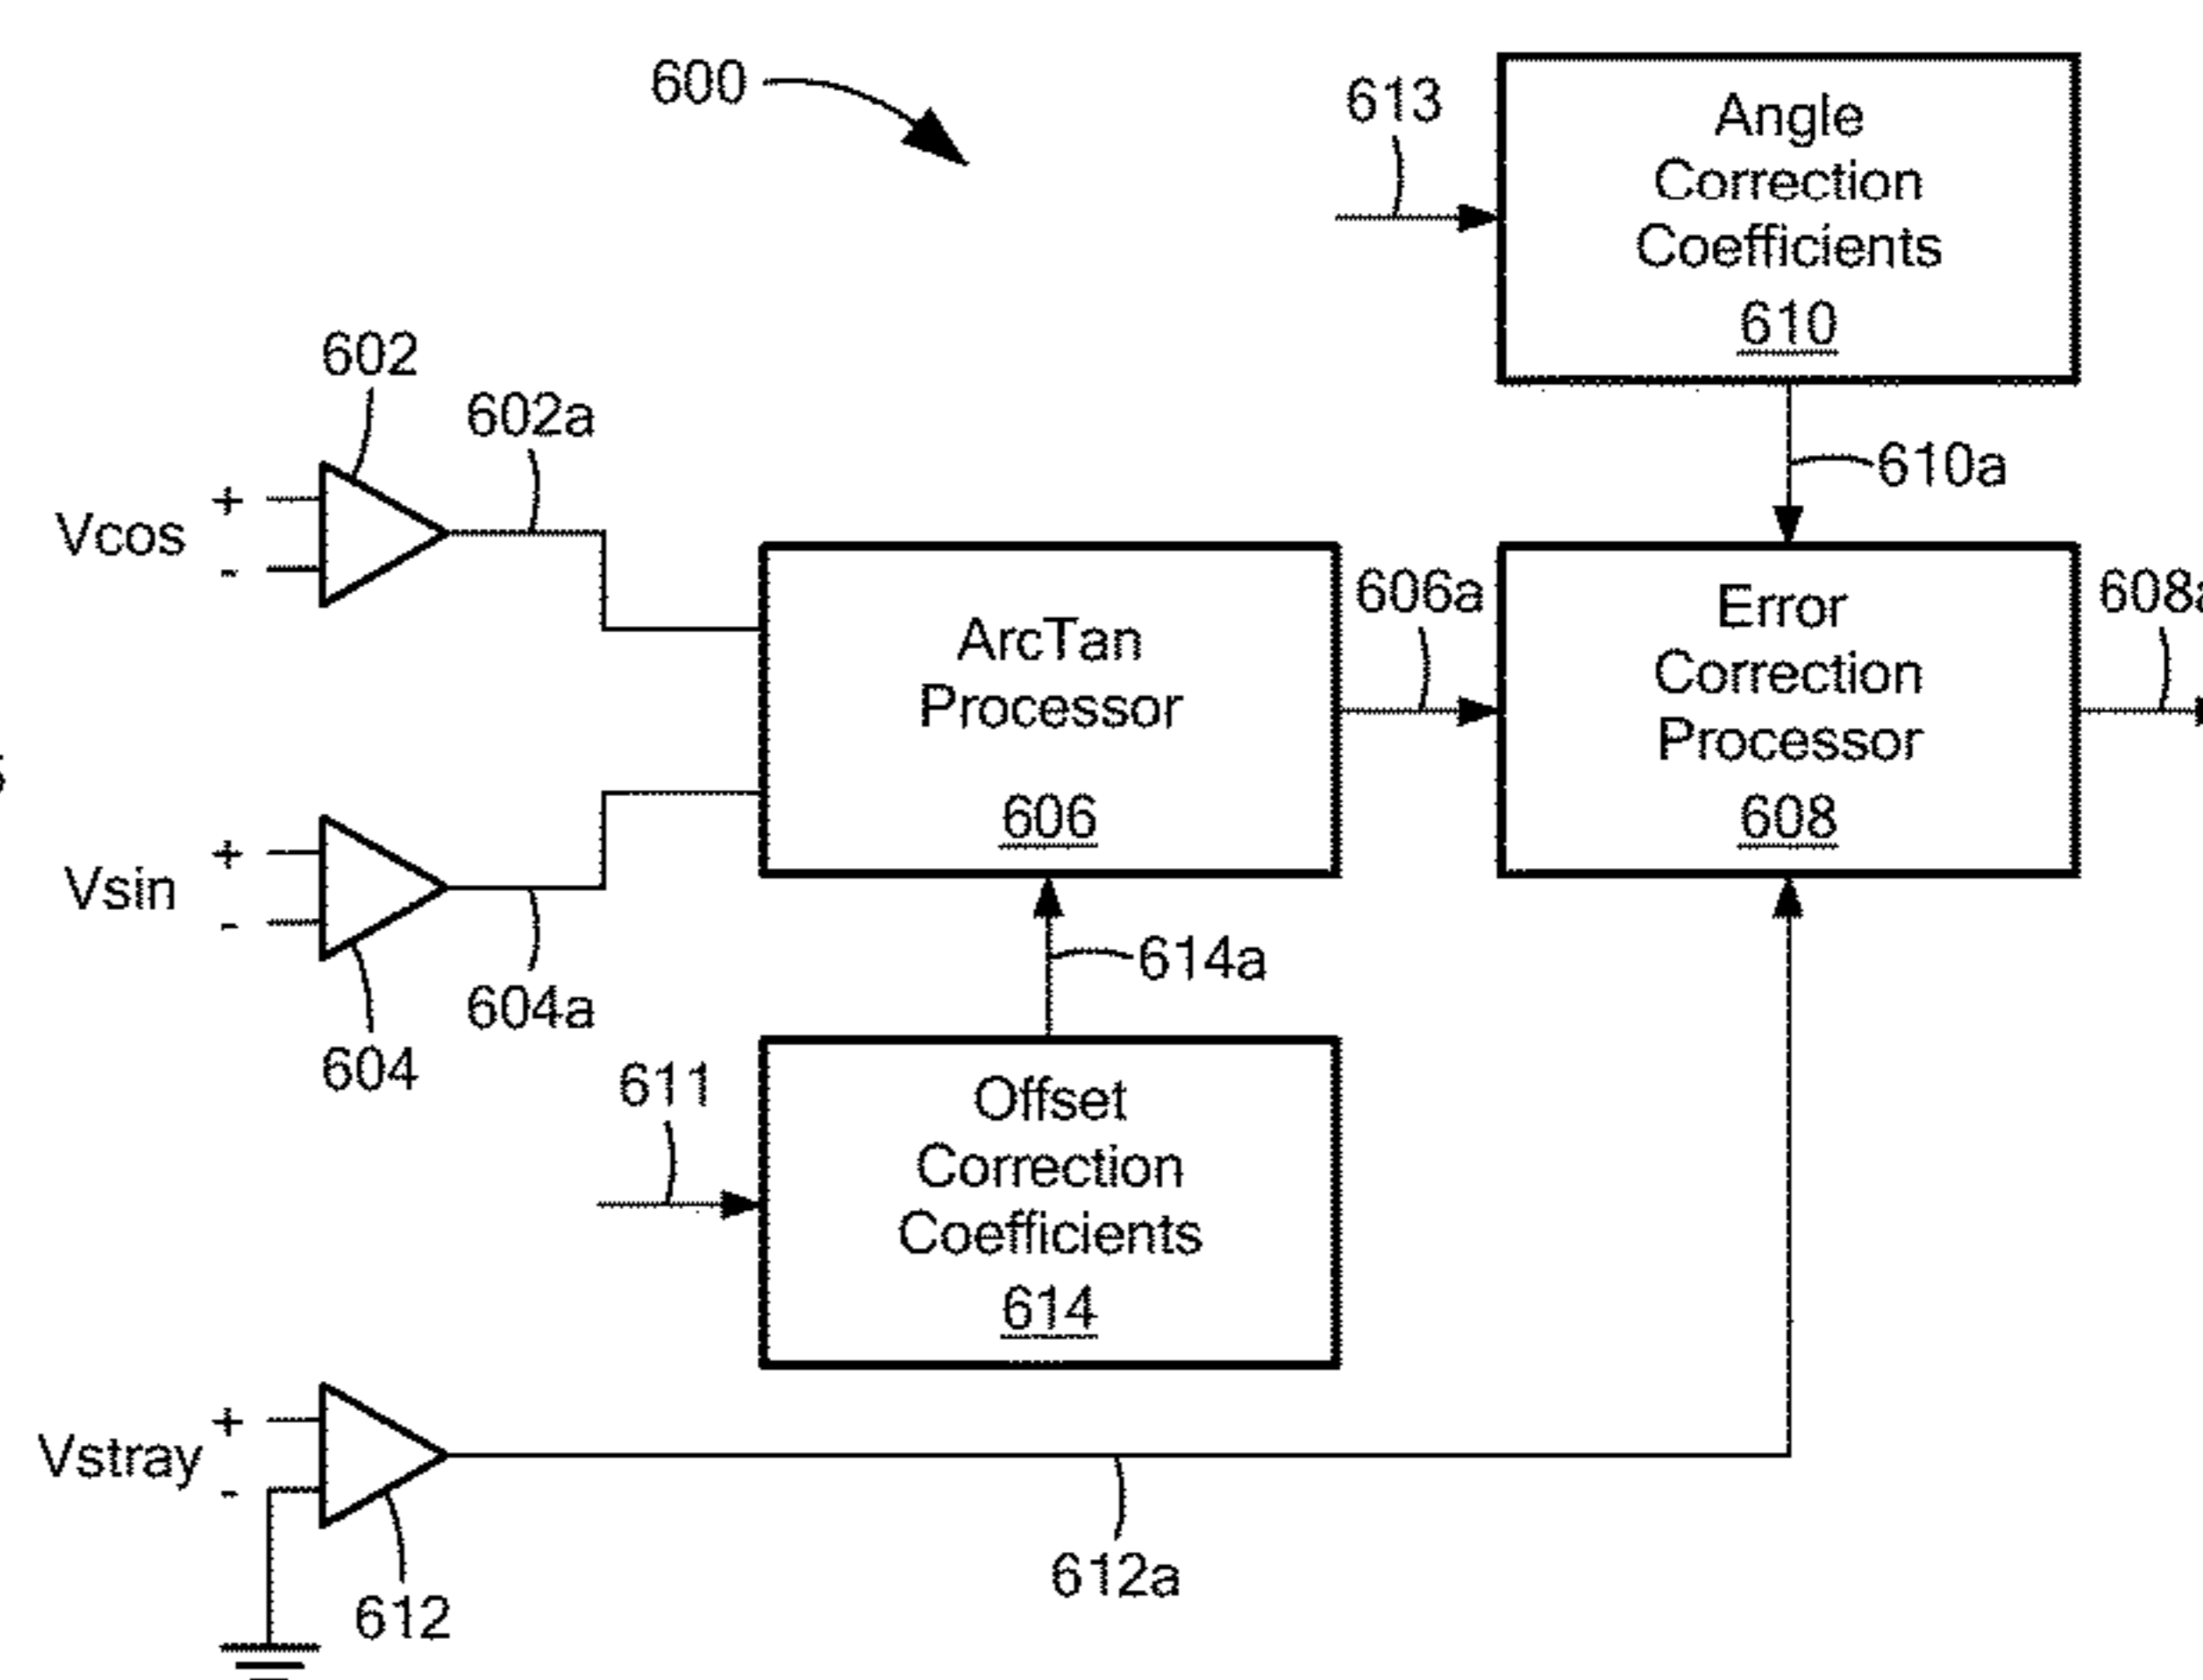 600
613
Angle
Correction
Coefficients
610
602
602a
610a
+
Vcos
-
606a
608a
ArcTan
Processor
606
Error
Correction
Processor
608
+
Vsin
-
614a
604a
604
611
Offset
Correction
Coefficients
614
+
Vstray
-
612a
612